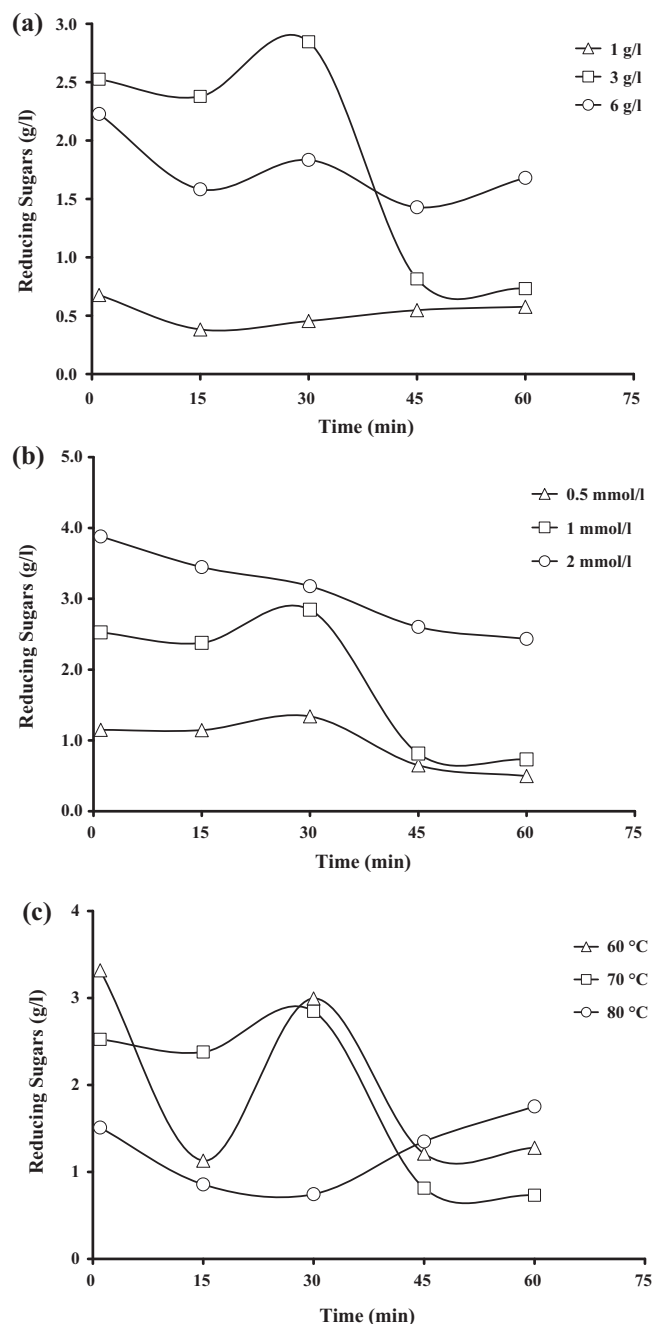 (a)
3.0
2.5
2.0
1.5
1.0
0.5
0.0
Reducing Sugars (g/l)
1 g/l
3 g/l
6 g/l
0 15 30 45 60 75
Time (min)
(b)
5.0
4.0
3.0
2.0
1.0
0.0
Reducing Sugars (g/l)
0.5 mmol/l
1 mmol/l
2 mmol/l
0 15 30 45 60 75
Time (min)
(c)
4
3
2
1
0
Reducing Sugars (g/l)
60 °C
70 °C
80 °C
0 15 30 45 60 75
Time (min)